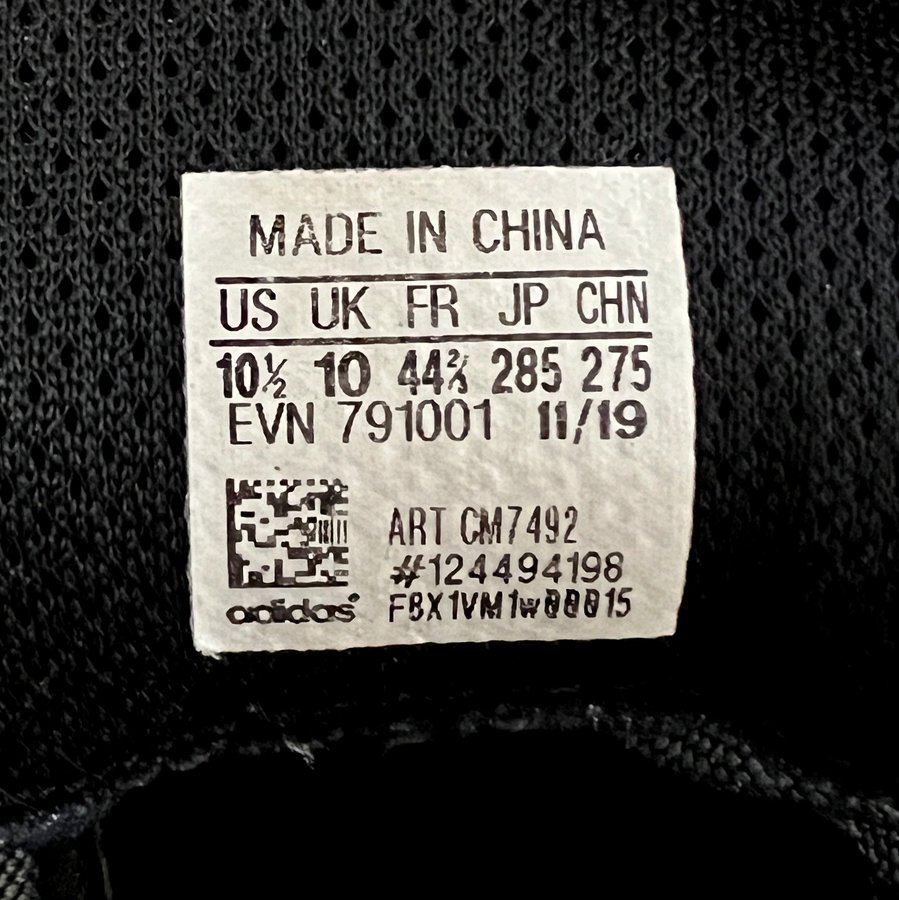 MADE IN CHINA
US UK FR JP CHN
10½ 10 44⅔ 285 275
EVN 791001 11/19
ART CM7492
#124494198
adidas